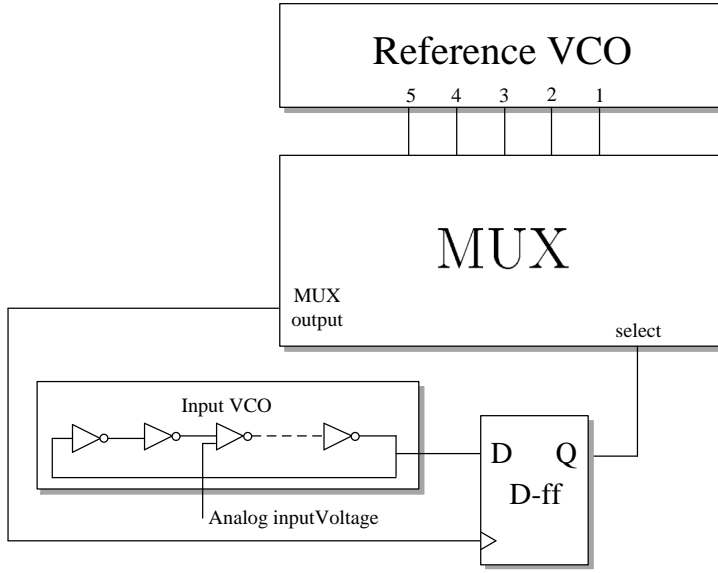 Reference VCO
5 4 3 2 1
MUX
MUX
output
select
Input VCO
D Q
D-ff
Analog inputVoltage